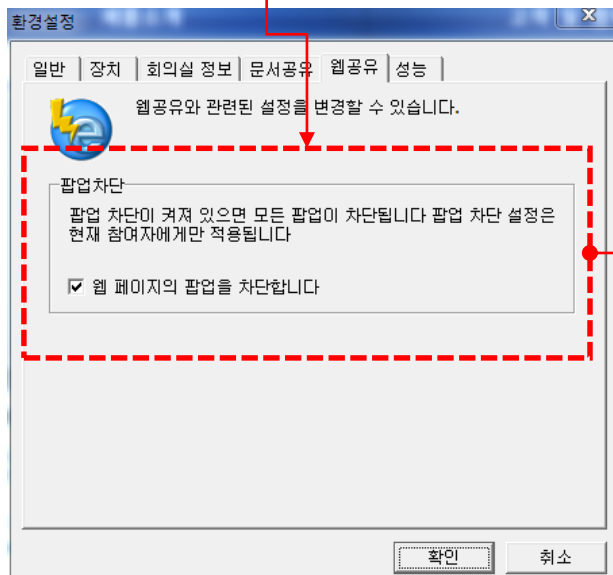 환경설정
일반 장치 회의실 정보 문서공유 웹공유 성능
웹공유와 관련된 설정을 변경할 수 있습니다.
팝업차단
팝업 차단이 켜져 있으면 모든 팝업이 차단됩니다 팝업 차단 설정은
현재 참여자에게만 적용됩니다
웹 페이지의 팝업을 차단합니다
확인 취소